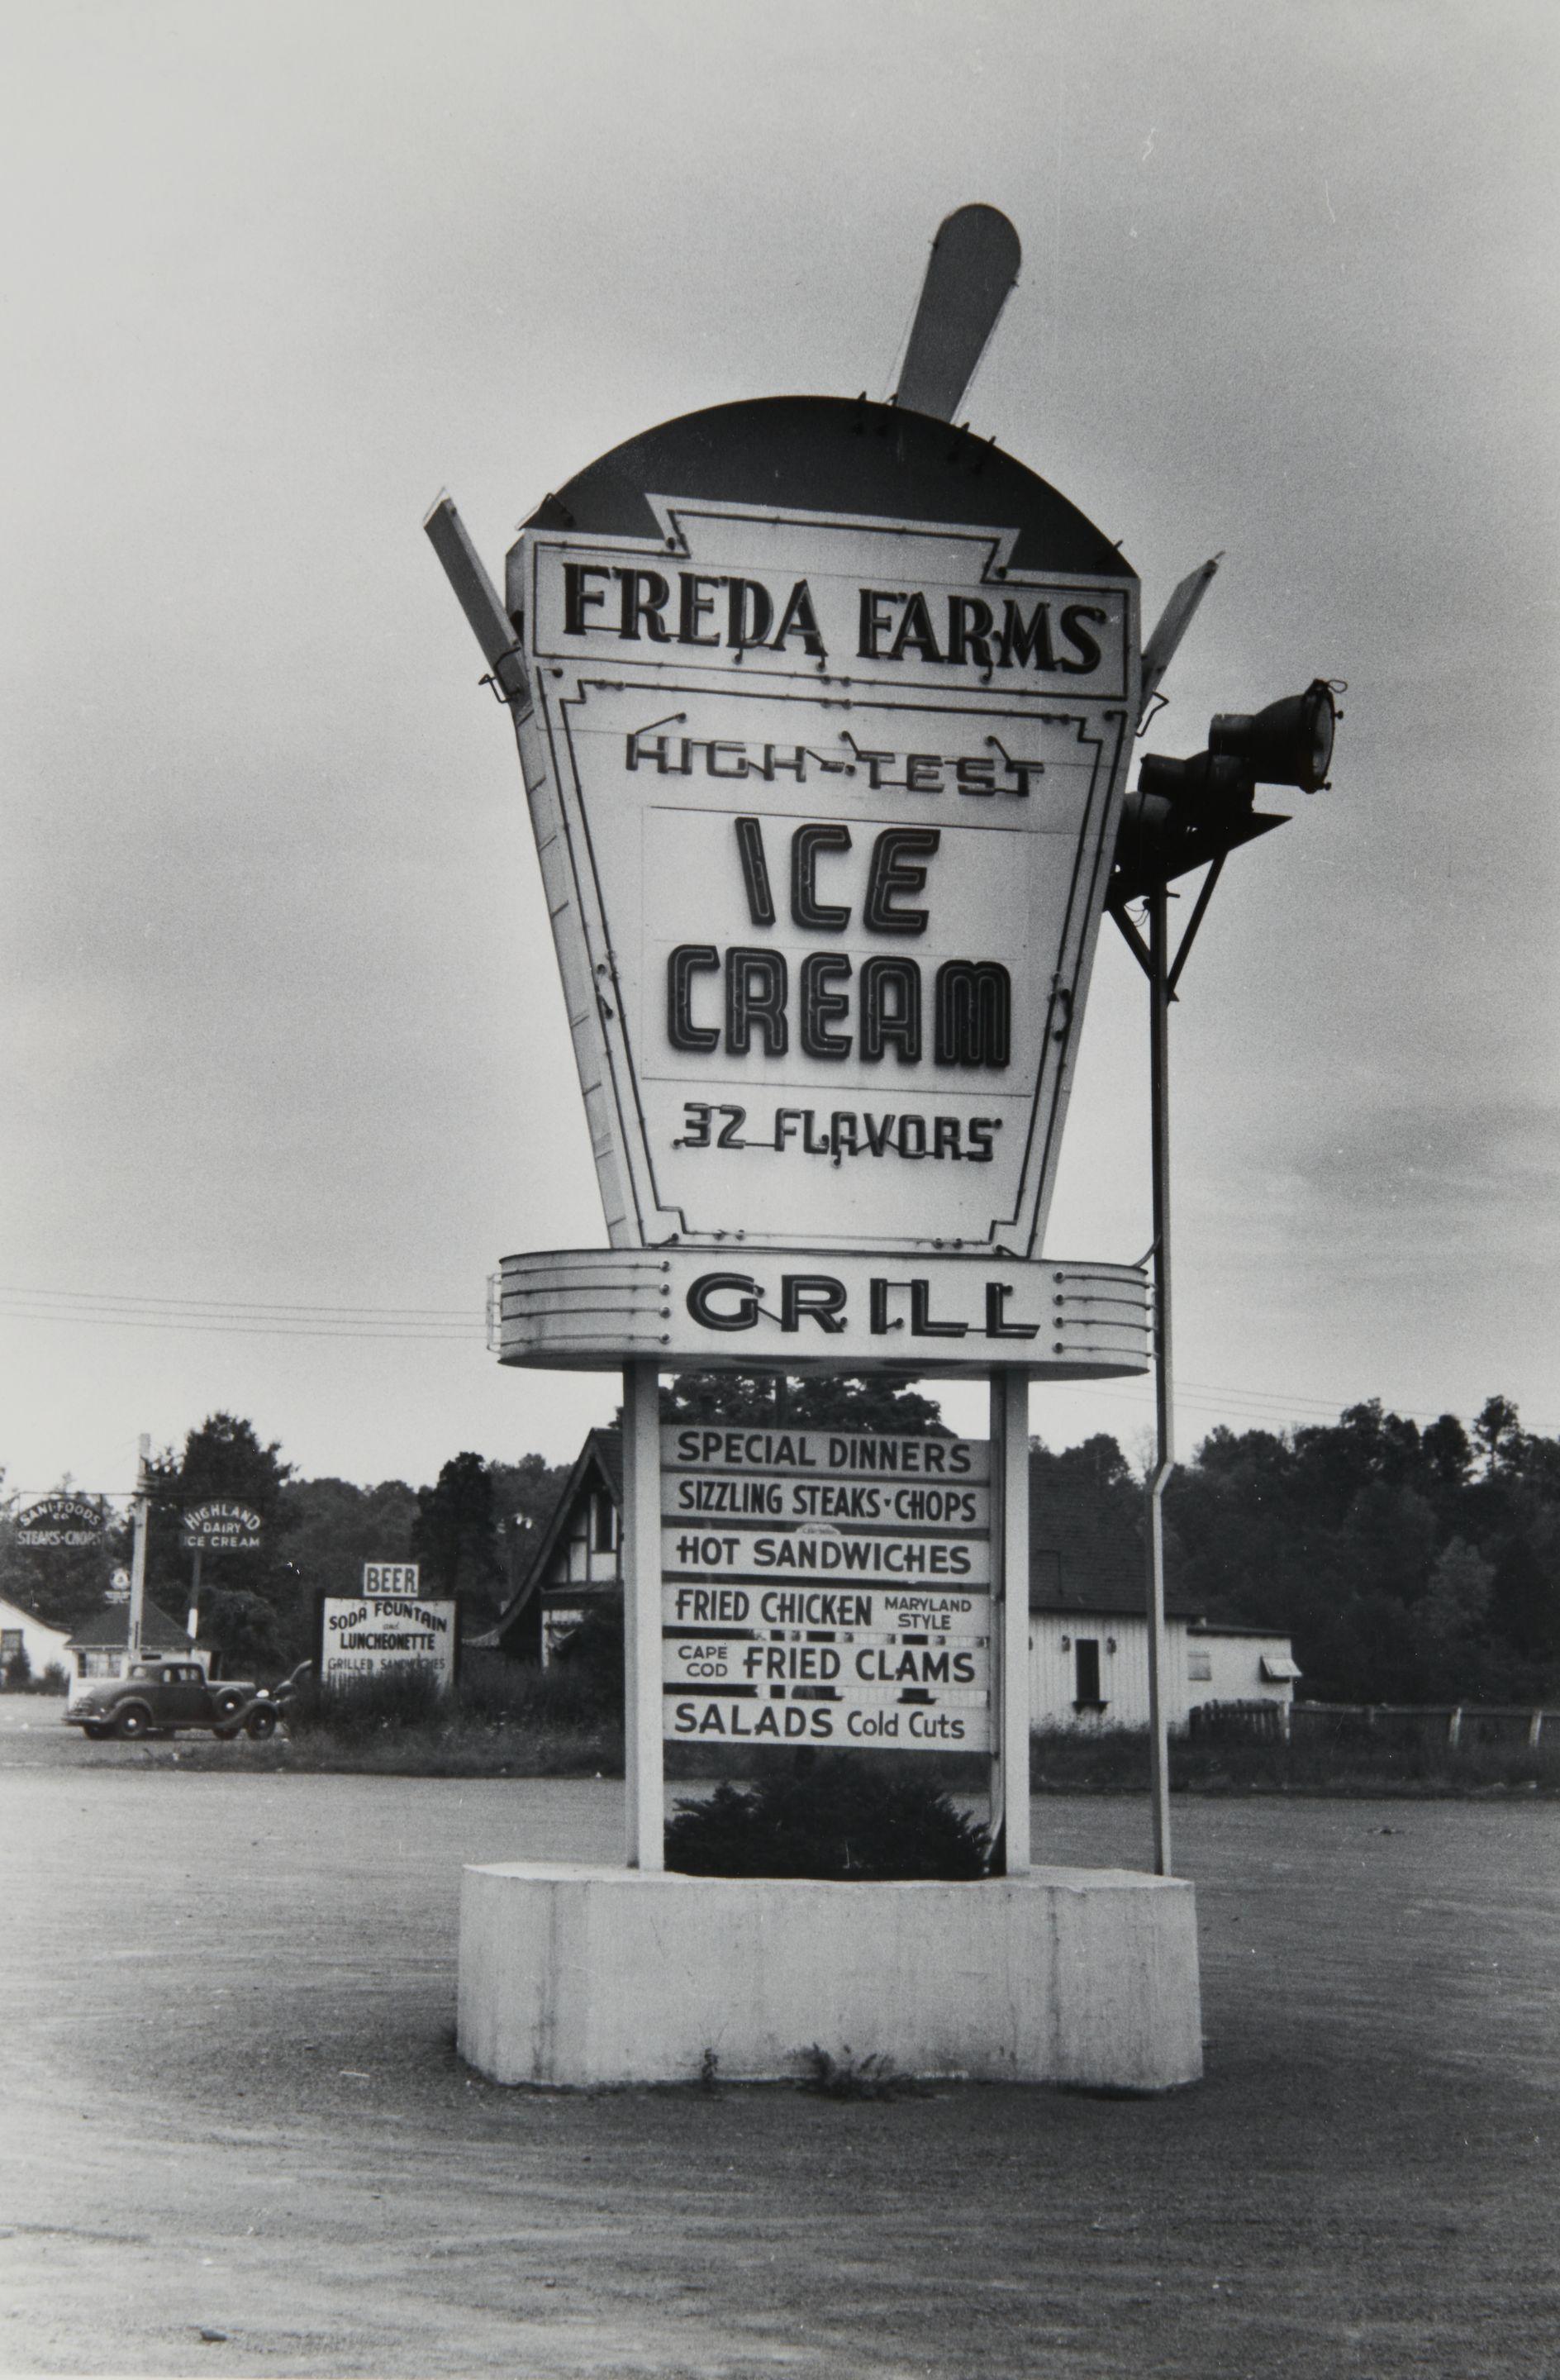 FREDA FARMS
HIGH-TEST
ICE
CREAM
32 FLAVORS
GRILL
SPECIAL DINNERS
SIZZLING STEAKS·CHOPS
HOT SANDWICHES
FRIED CHICKEN MARYLAND STYLE
CAPE COD FRIED CLAMS
SALADS Cold Cuts
SANI-FOODS
CO
STEAKS-CHOPS
HIGHLAND
DAIRY
ICE CREAM
BEER
SODA FOUNTAIN
and
LUNCHEONETTE
GRILLED SANDWICHES